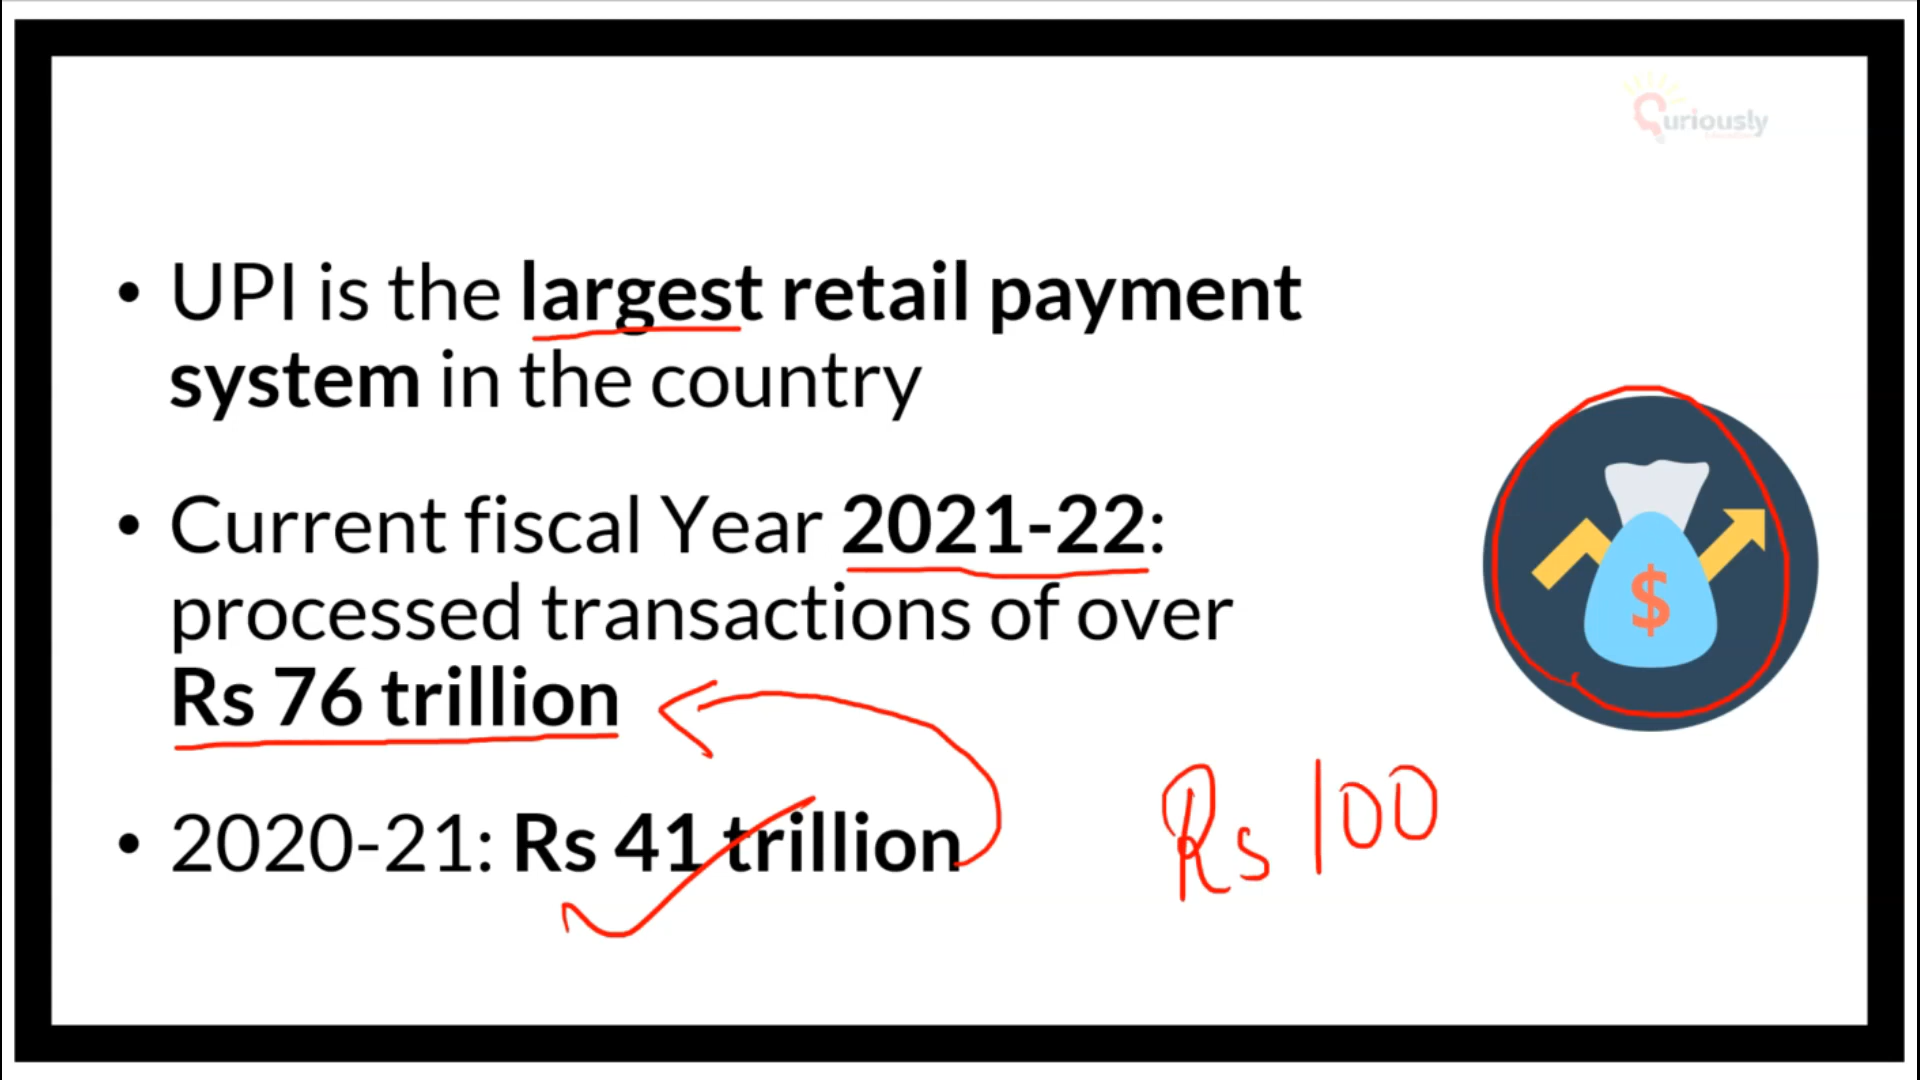 Curiously
• UPI is the largest retail payment
system in the country
• Current fiscal Year 2021-22:
processed transactions of over
Rs 76 trillion
• 2020-21: Rs 41 trillion
Rs 100
$